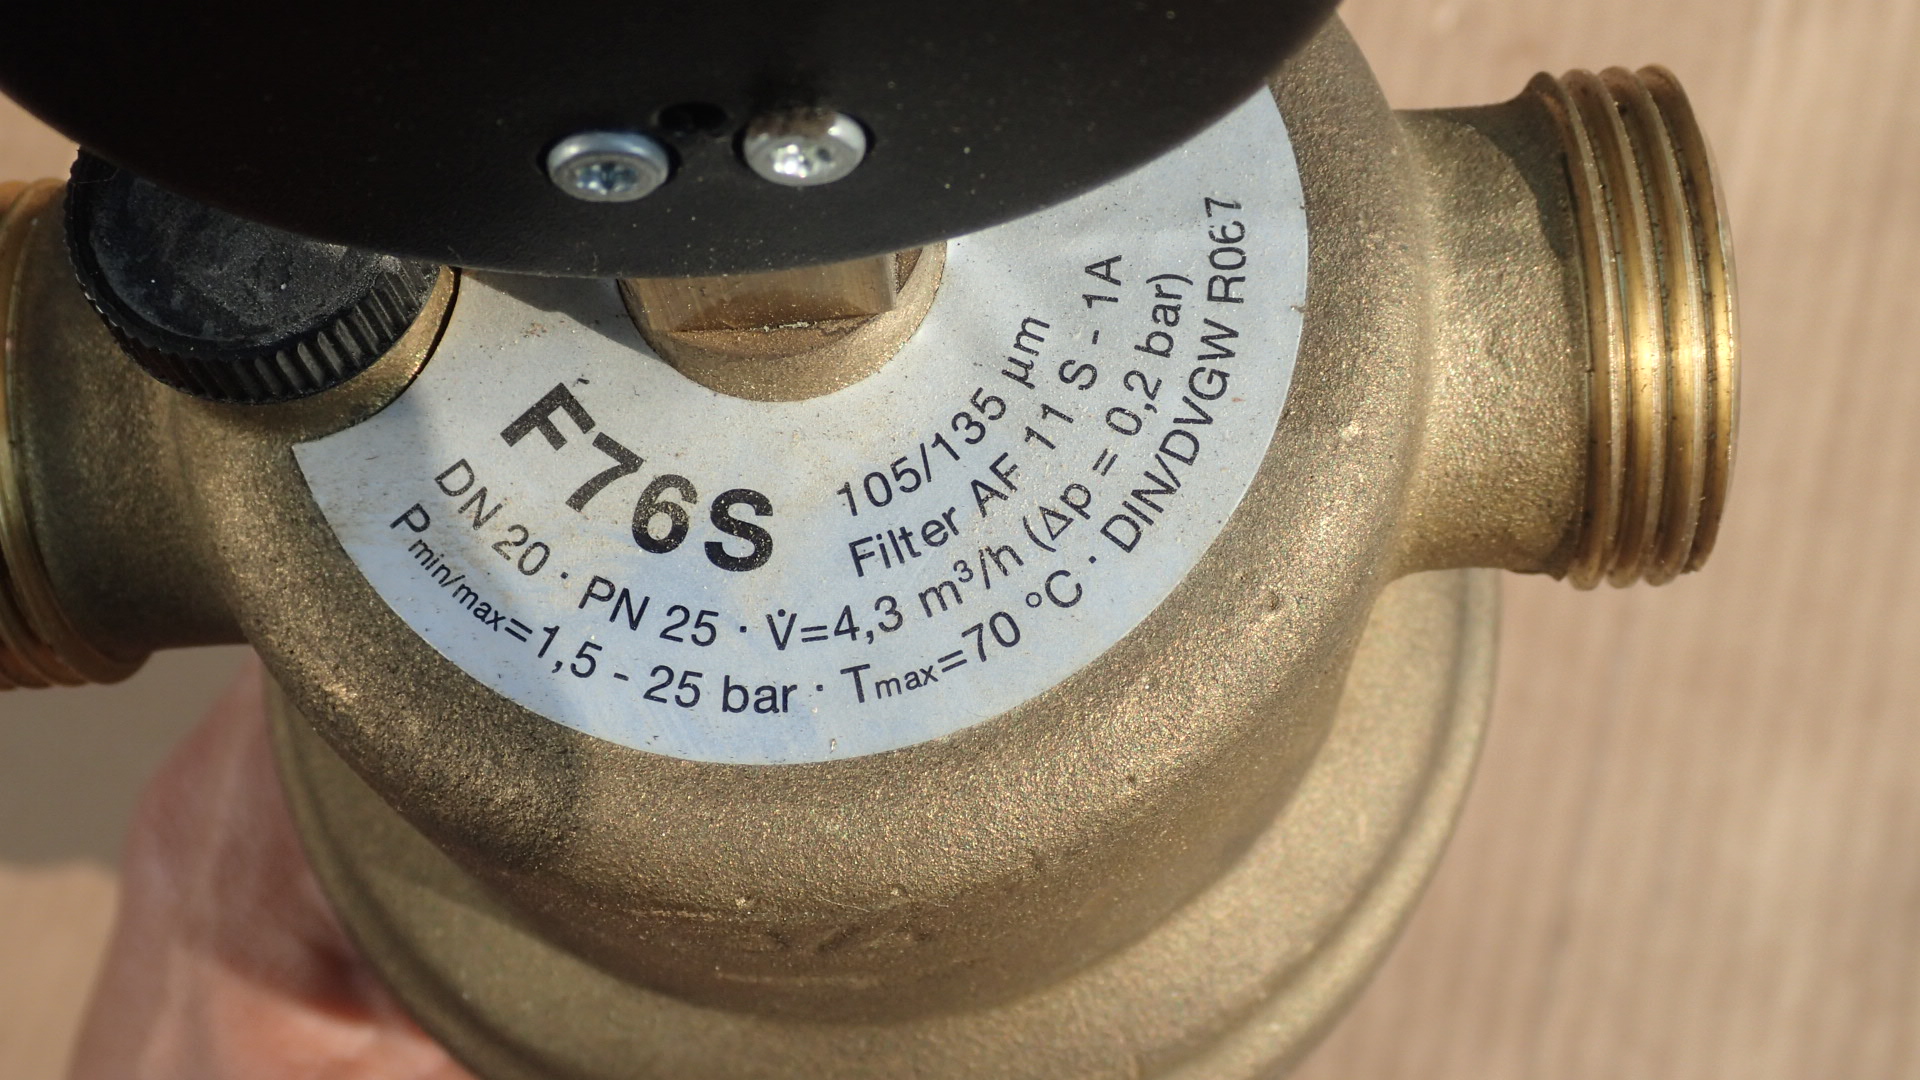 F76S
105/135 µm
Filter AF 11 S - 1A
DN 20 · PN 25 · V̇=4,3 m³/h (Δp = 0,2 bar)
Pmin/max=1,5 - 25 bar · Tmax=70 °C · DIN/DVGW R067